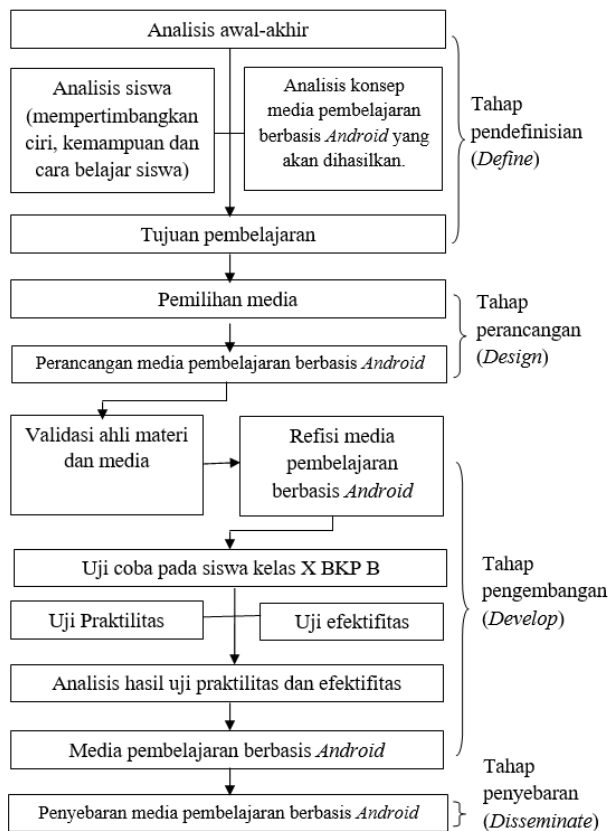 Analisis awal-akhir
Analisis siswa
(mempertimbangkan
ciri, kemampuan dan
cara belajar siswa)
Analisis konsep
media pembelajaran
berbasis Android yang
akan dihasilkan.
Tujuan pembelajaran
Tahap
pendefinisian
(Define)
Pemilihan media
Perancangan media pembelajaran berbasis Android
Tahap
perancangan
(Design)
Validasi ahli materi
dan media
Refisi media
pembelajaran
berbasis Android
Uji coba pada siswa kelas X BKP B
Uji Praktilitas
Uji efektifitas
Analisis hasil uji praktilitas dan efektifitas
Media pembelajaran berbasis Android
Tahap
pengembangan
(Develop)
Penyebaran media pembelajaran berbasis Android
Tahap
penyebaran
(Disseminate)